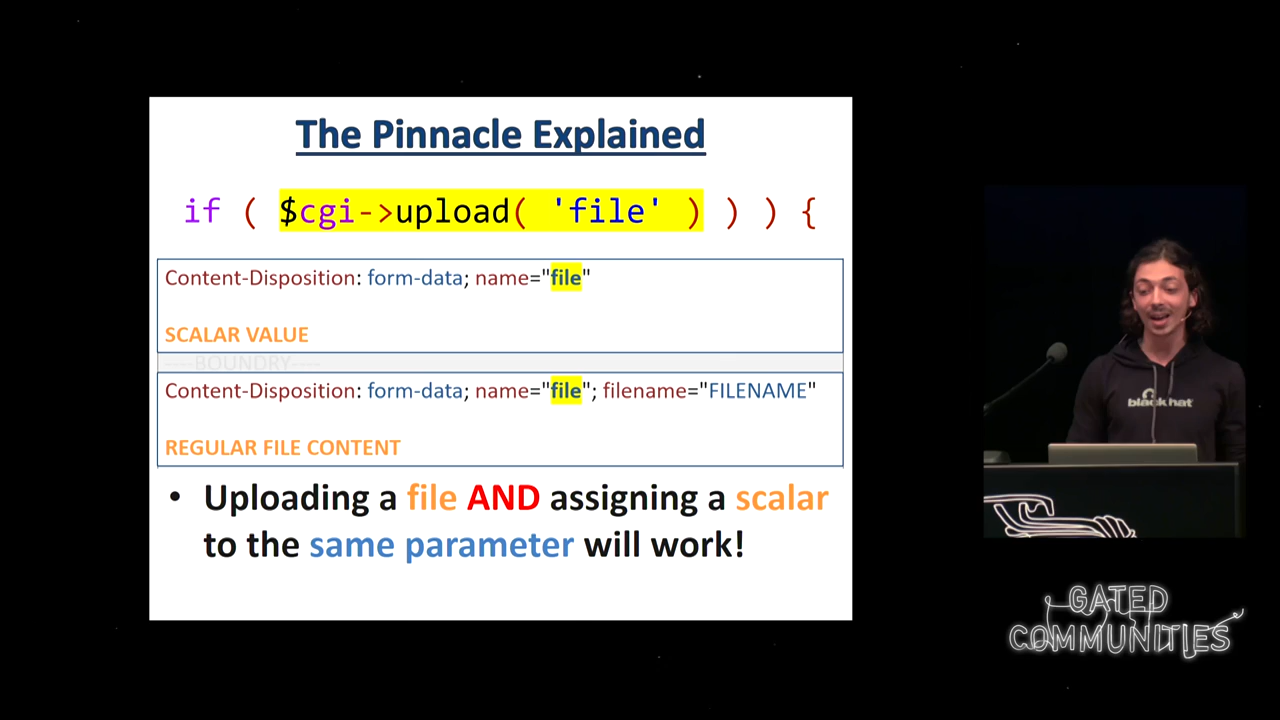 The Pinnacle Explained
if ( $cgi->upload( 'file' ) ) ) {
Content-Disposition: form-data; name="file"
SCALAR VALUE
----BOUNDRY----
Content-Disposition: form-data; name="file"; filename="FILENAME"
REGULAR FILE CONTENT
• Uploading a file AND assigning a scalar
to the same parameter will work!
black hat
GATED
COMMUNITIES